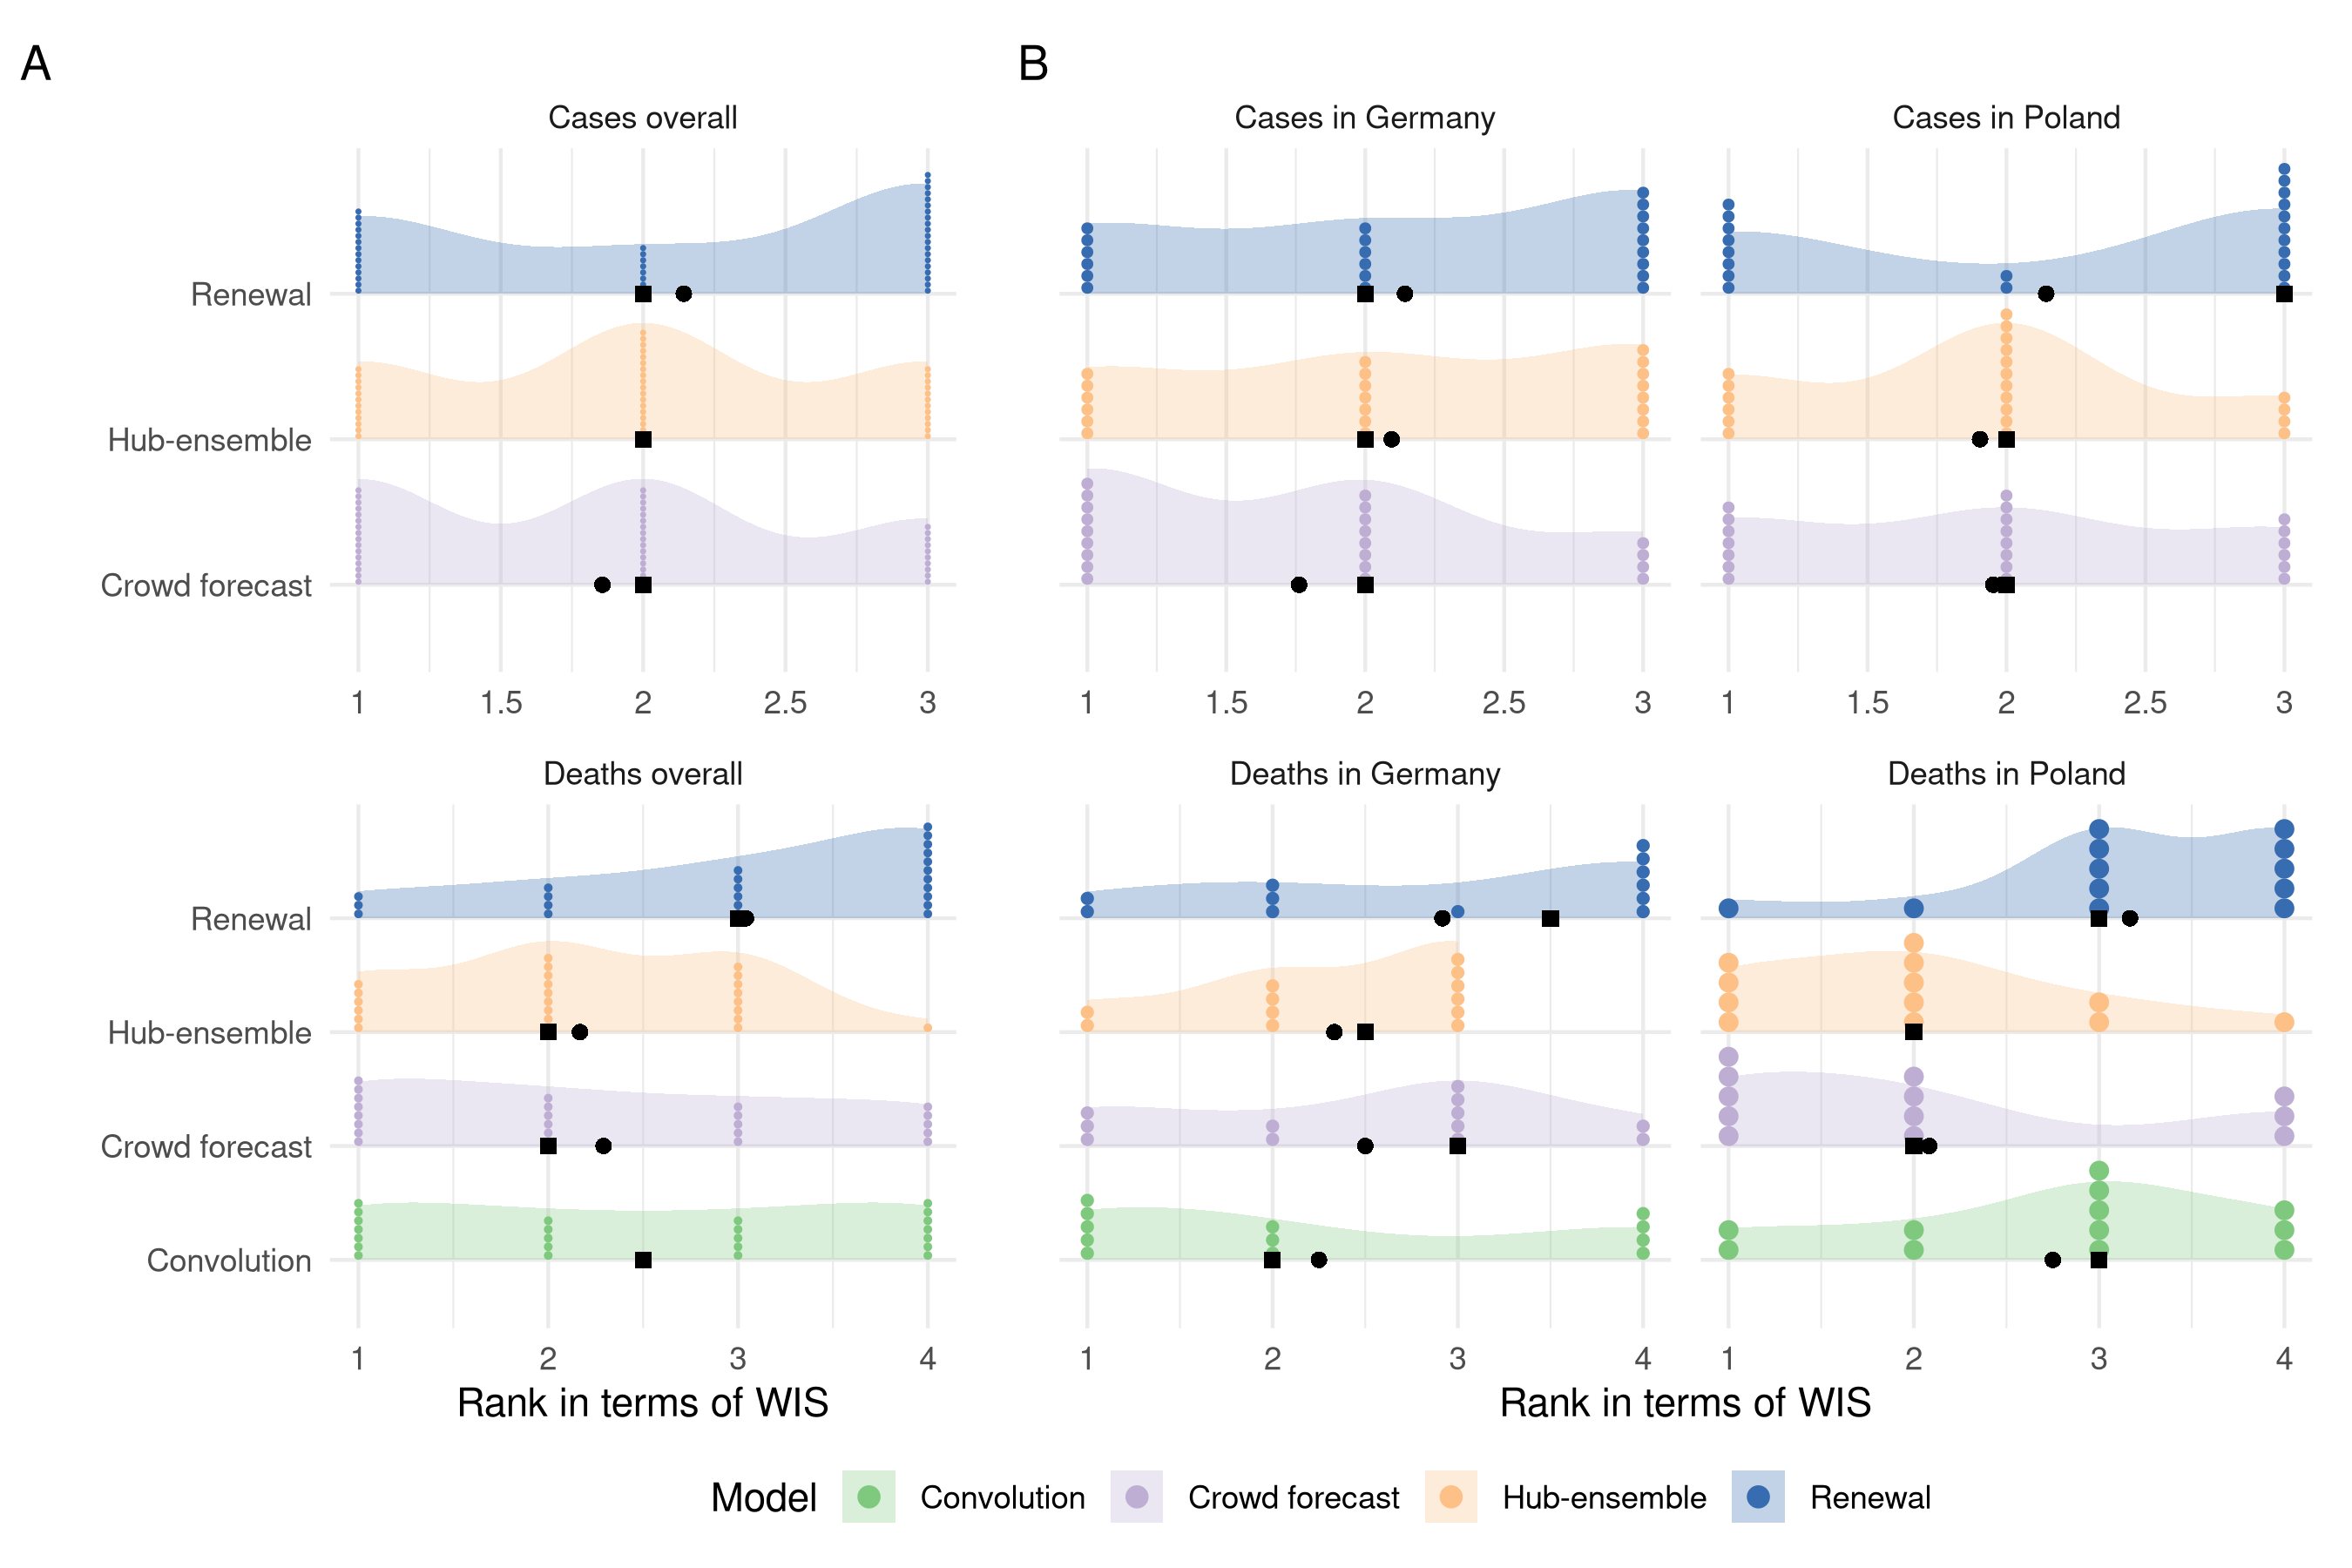 A
B
Cases overall
Cases in Germany
Cases in Poland
Renewal
Hub-ensemble
Crowd forecast
1 1.5 2 2.5 3
1 1.5 2 2.5 3
1 1.5 2 2.5 3
Deaths overall
Deaths in Germany
Deaths in Poland
Renewal
Hub-ensemble
Crowd forecast
Convolution
1 2 3 4
1 2 3 4
1 2 3 4
Rank in terms of WIS
Rank in terms of WIS
Model Convolution Crowd forecast Hub-ensemble Renewal